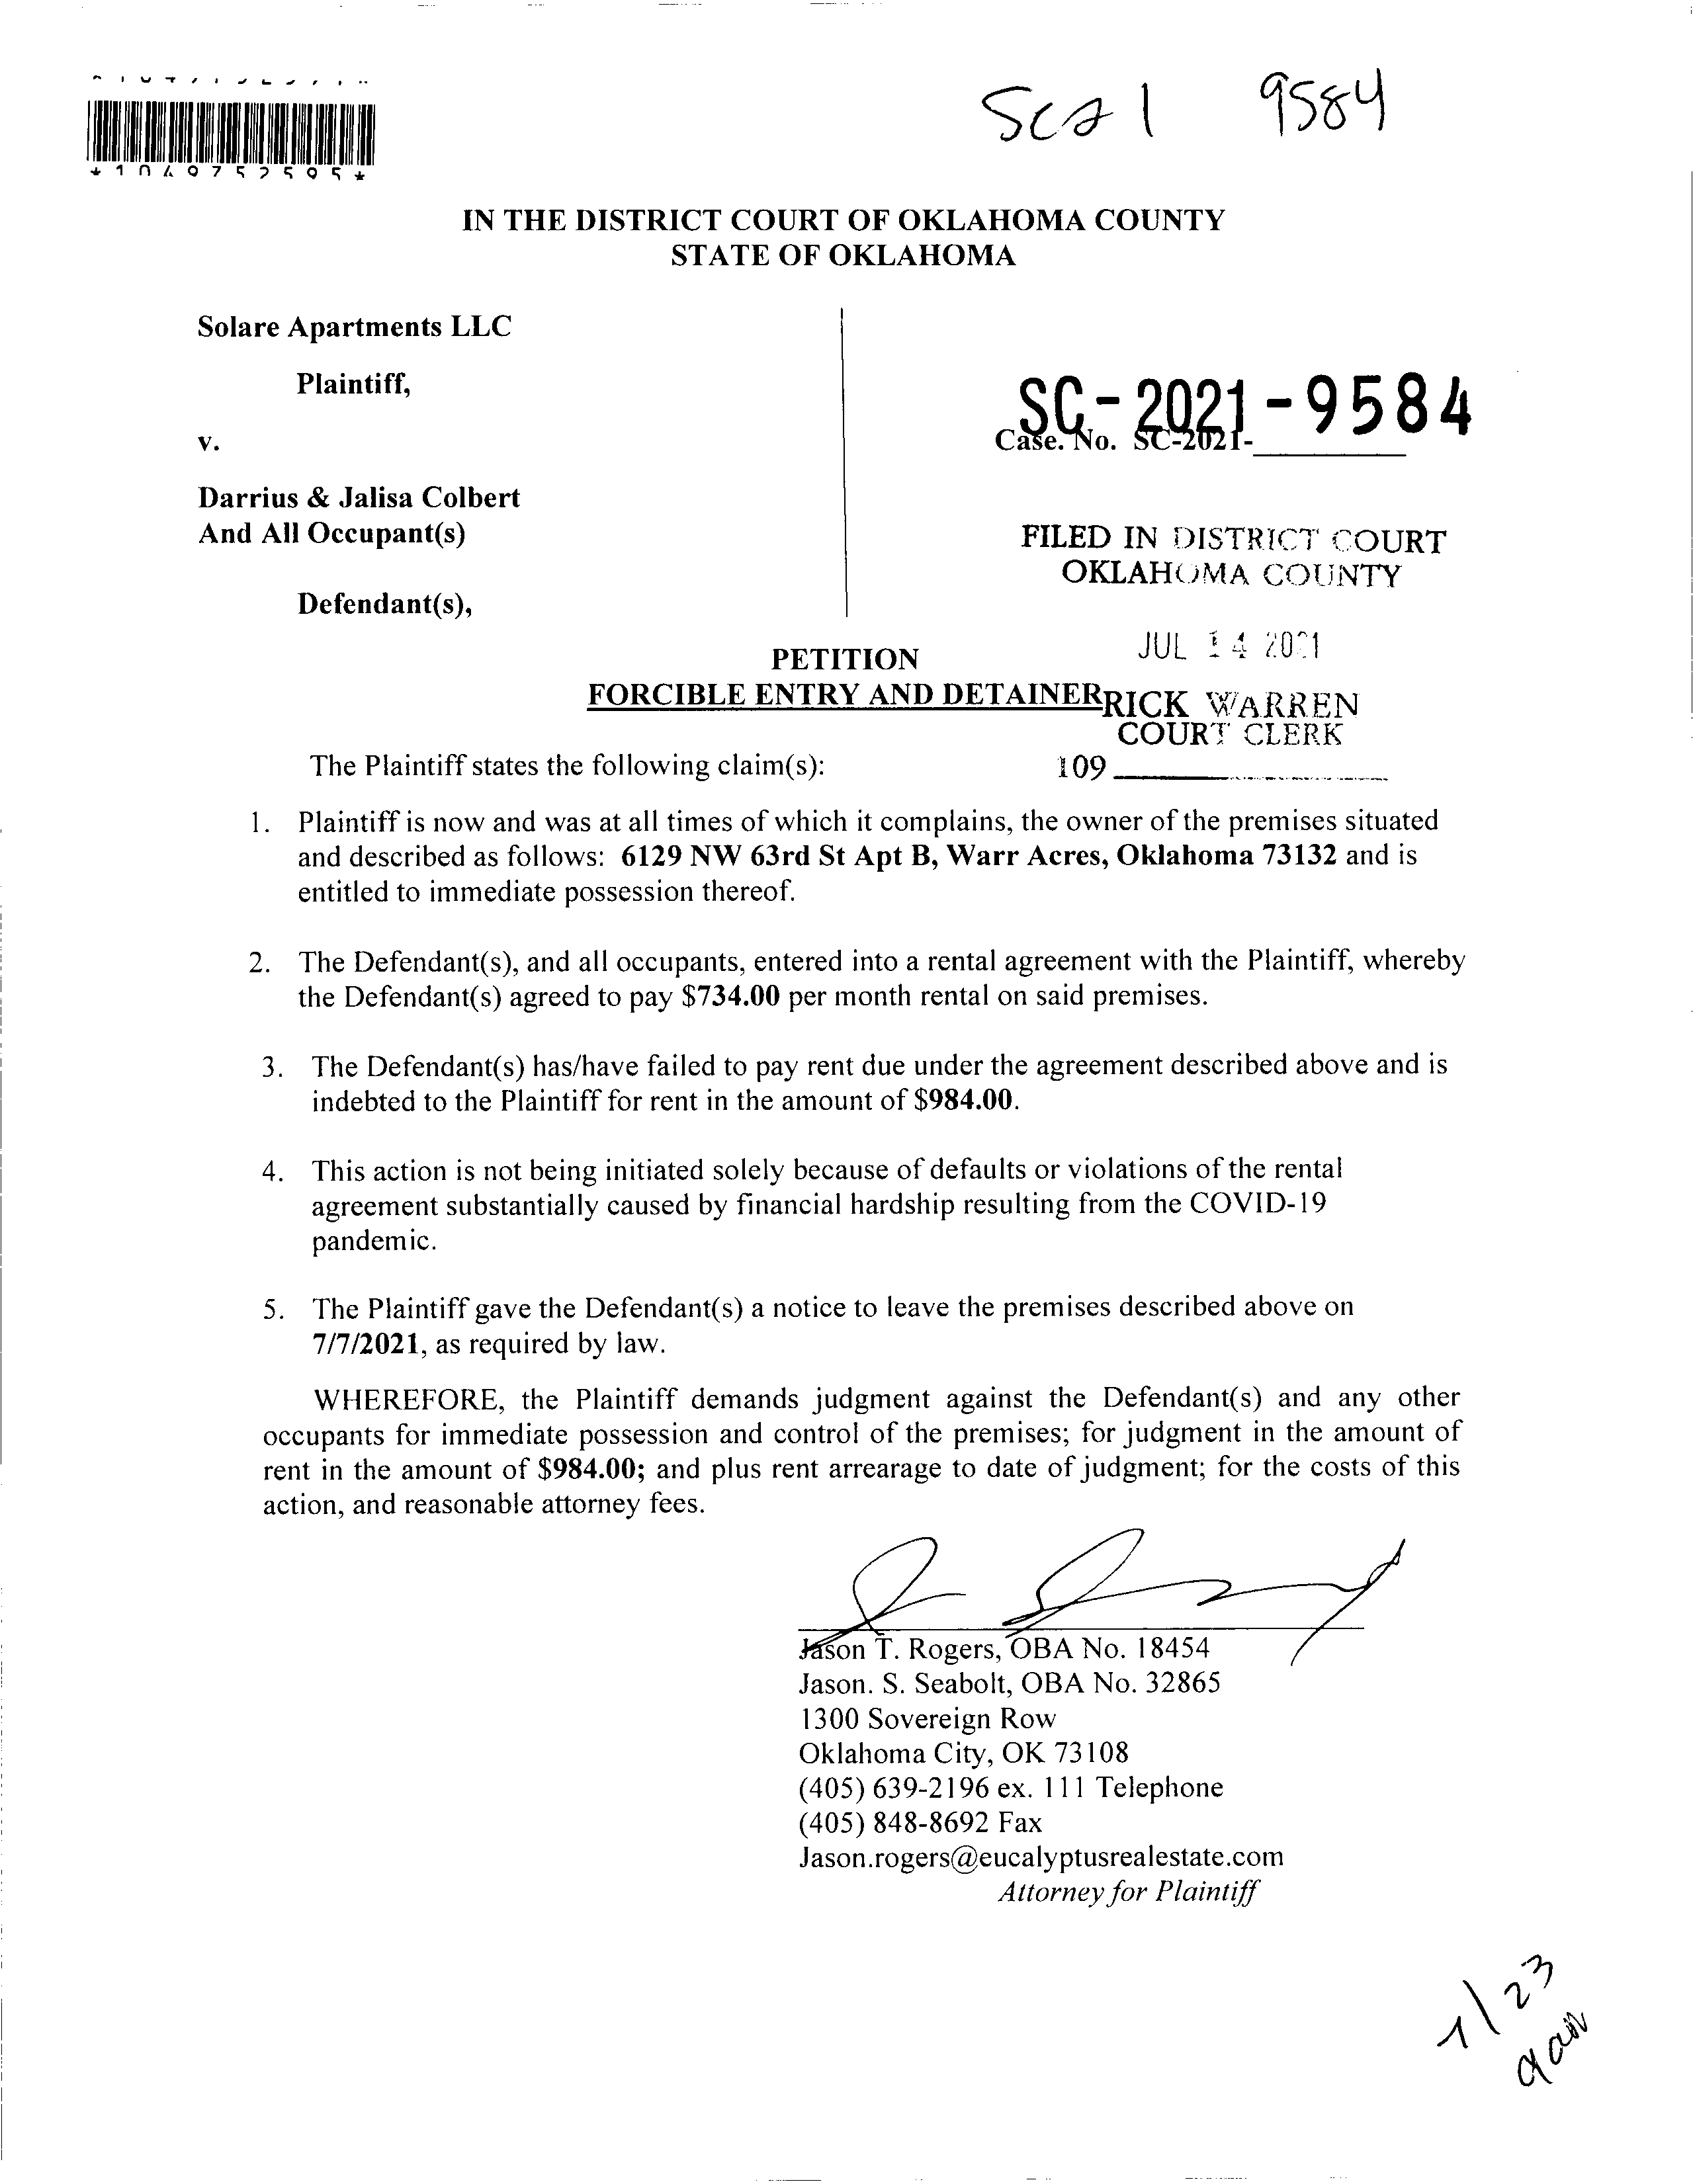 *1049752595*
SC21 9584
IN THE DISTRICT COURT OF OKLAHOMA COUNTY
STATE OF OKLAHOMA
Solare Apartments LLC
Plaintiff,
v.
Darrius & Jalisa Colbert
And All Occupant(s)
Defendant(s),
SC-2021-9584
Case. No. SC-2021-
FILED IN DISTRICT COURT
OKLAHOMA COUNTY
JUL 14 2021
PETITION
FORCIBLE ENTRY AND DETAINER
RICK WARREN
COURT CLERK
109
The Plaintiff states the following claim(s):
1. Plaintiff is now and was at all times of which it complains, the owner of the premises situated
and described as follows: 6129 NW 63rd St Apt B, Warr Acres, Oklahoma 73132 and is
entitled to immediate possession thereof.
2. The Defendant(s), and all occupants, entered into a rental agreement with the Plaintiff, whereby
the Defendant(s) agreed to pay $734.00 per month rental on said premises.
3. The Defendant(s) has/have failed to pay rent due under the agreement described above and is
indebted to the Plaintiff for rent in the amount of $984.00.
4. This action is not being initiated solely because of defaults or violations of the rental
agreement substantially caused by financial hardship resulting from the COVID-19
pandemic.
5. The Plaintiff gave the Defendant(s) a notice to leave the premises described above on
7/7/2021, as required by law.
WHEREFORE, the Plaintiff demands judgment against the Defendant(s) and any other
occupants for immediate possession and control of the premises; for judgment in the amount of
rent in the amount of $984.00; and plus rent arrearage to date of judgment; for the costs of this
action, and reasonable attorney fees.
Jason T. Rogers, OBA No. 18454
Jason. S. Seabolt, OBA No. 32865
1300 Sovereign Row
Oklahoma City, OK 73108
(405) 639-2196 ex. 111 Telephone
(405) 848-8692 Fax
Jason.rogers@eucalyptusrealestate.com
Attorney for Plaintiff
7/23
9am